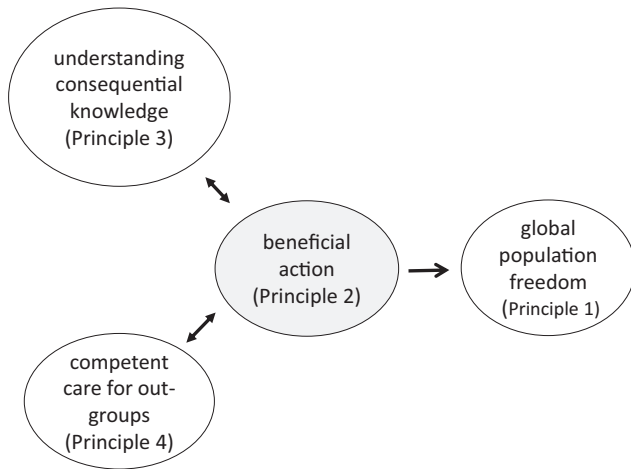 understanding
consequential
knowledge
(Principle 3)
beneficial
action
(Principle 2)
global
population
freedom
(Principle 1)
competent
care for out-
groups
(Principle 4)